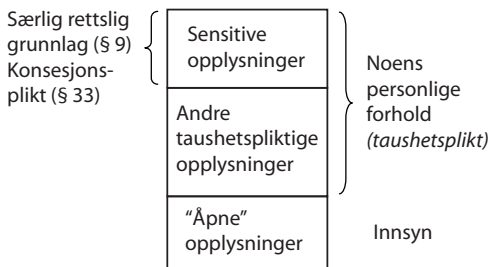 Særlig rettslig
grunnlag (§ 9)
Konsesjons-
plikt (§ 33)
Sensitive
opplysninger
Andre
taushetspliktige
opplysninger
"Åpne"
opplysninger
Noens
personlige
forhold
(taushetsplikt)
Innsyn